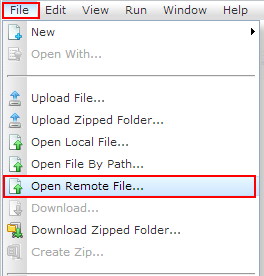 File Edit View Run Window Help
New
Open With...
Upload File...
Upload Zipped Folder...
Open Local File...
Open File By Path...
Open Remote File...
Download...
Download Zipped Folder...
Create Zip...